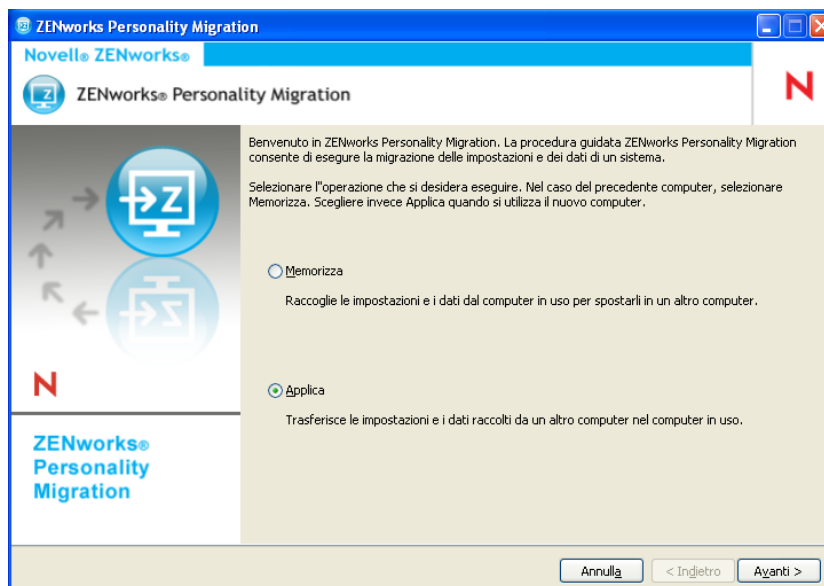 ZENworks Personality Migration
Novell® ZENworks®
ZENworks® Personality Migration
N
Benvenuto in ZENworks Personality Migration. La procedura guidata ZENworks Personality Migration
consente di esegure la migrazione delle impostazioni e dei dati di un sistema.
Selezionare l"operazione che si desidera eseguire. Nel caso del precedente computer, selezionare
Memorizza. Scegliere invece Applica quando si utilizza il nuovo computer.
Z
Memorizza
Raccoglie le impostazioni e i dati dal computer in uso per spostarli in un altro computer.
N
Applica
Trasferisce le impostazioni e i dati raccolti da un altro computer nel computer in uso.
ZENworks®
Personality
Migration
Annulla
< Indietro
Avanti >